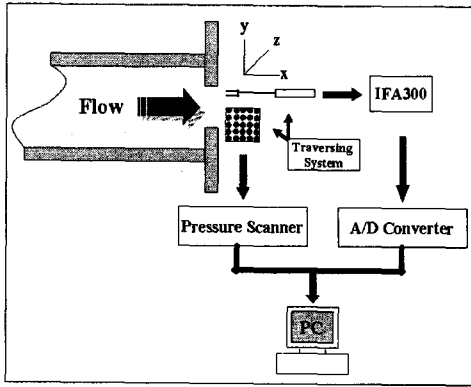 y
z
x
Flow
IFA300
Traversing
System
Pressure Scanner
A/D Converter
PC